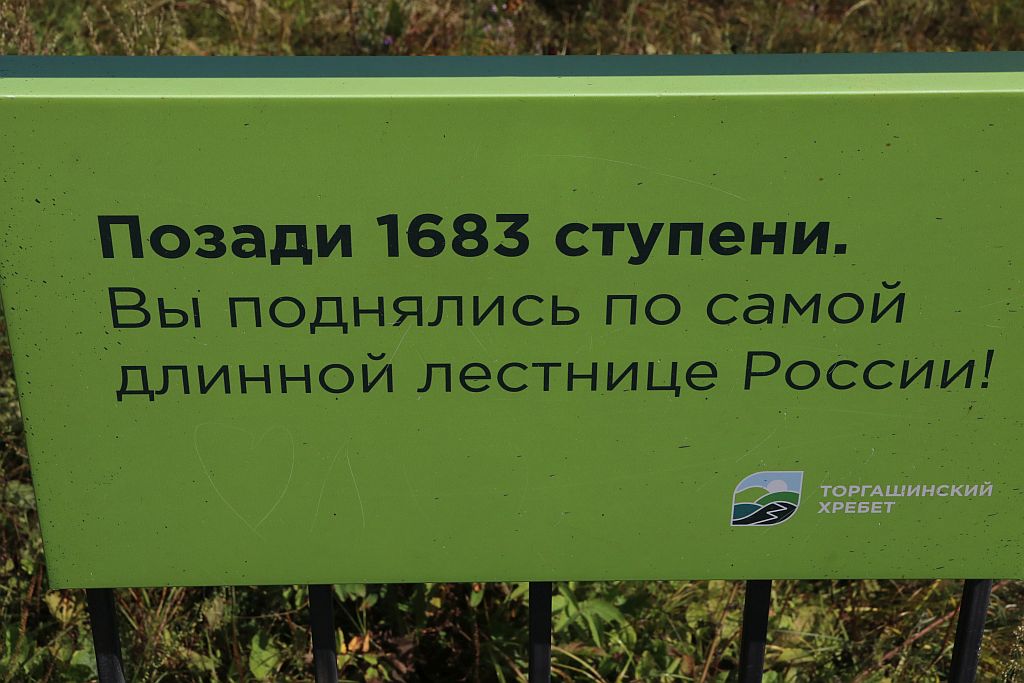 Позади 1683 ступени.
Вы поднялись по самой
длинной лестнице России!
ТОРГАШИНСКИЙ
ХРЕБЕТ